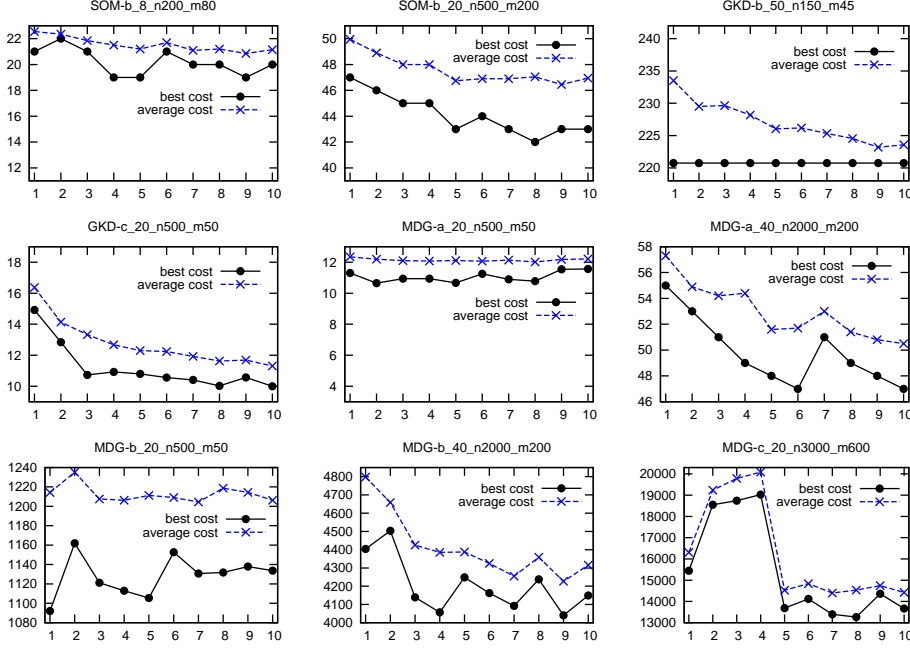 SOM-b_8_n200_m80
22
20
18
16
14
12
best cost
average cost
1 2 3 4 5 6 7 8 9 10
SOM-b_20_n500_m200
50
48
46
44
42
40
best cost
average cost
1 2 3 4 5 6 7 8 9 10
GKD-b_50_n150_m45
240
235
230
225
220
best cost
average cost
1 2 3 4 5 6 7 8 9 10
GKD-c_20_n500_m50
18
16
14
12
10
best cost
average cost
1 2 3 4 5 6 7 8 9 10
MDG-a_20_n500_m50
12
10
8
6
4
best cost
average cost
1 2 3 4 5 6 7 8 9 10
MDG-a_40_n2000_m200
58
56
54
52
50
48
46
best cost
average cost
1 2 3 4 5 6 7 8 9 10
MDG-b_20_n500_m50
1240
1220
1200
1180
1160
1140
1120
1100
1080
best cost
average cost
1 2 3 4 5 6 7 8 9 10
MDG-b_40_n2000_m200
4800
4700
4600
4500
4400
4300
4200
4100
4000
best cost
average cost
1 2 3 4 5 6 7 8 9 10
MDG-c_20_n3000_m600
20000
19000
18000
17000
16000
15000
14000
13000
best cost
average cost
1 2 3 4 5 6 7 8 9 10